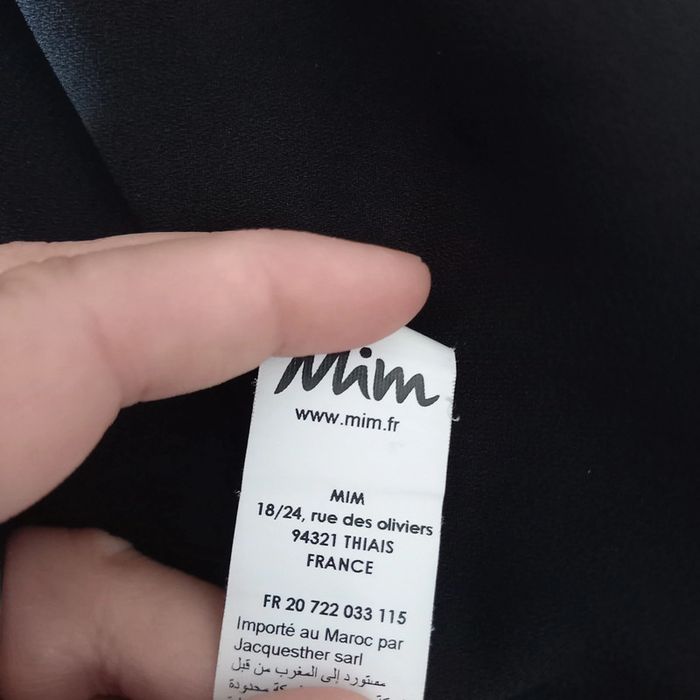 Mim
www.mim.fr
MIM
18/24, rue des oliviers
94321 THIAIS
FRANCE
FR 20 722 033 115
Importé au Maroc par
Jacquesther sarl
مستورد إلى المغرب من قبل
محدودة